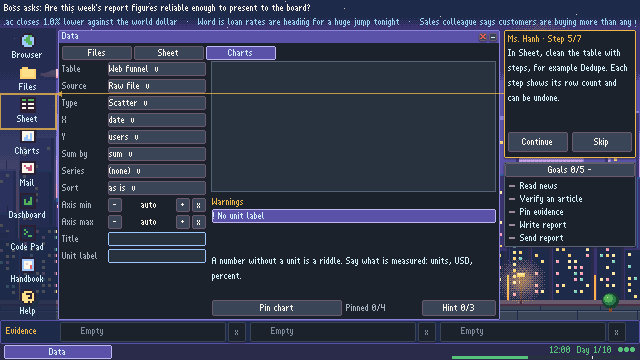 Boss asks: Are this week's report figures reliable enough to present to the board?
.ac closes 1.0% lower against the world dollar · Word is loan rates are heading for a huge jump tonight · Sales colleague says customers are buying more than any
Browser
Files
Sheet
Charts
Mail
Dashboard
Code Pad
Handbook
Help
Data
Files
Sheet
Charts
Table Web funnel v
Source Raw file v
Type Scatter v
X date v
Y users v
Sum by sum v
Series (none) v
Sort as is v
Axis min - auto + x
Axis max - auto + x
Title
Unit label
Warnings
! No unit label
A number without a unit is a riddle. Say what is measured: units, USD,
percent.
Pin chart
Pinned 0/4
Hint 0/3
Ms. Hanh · Step 5/7
In Sheet, clean the table with
steps, for example Dedupe. Each
step shows its row count and
can be undone.
Continue
Skip
Goals 0/5 -
— Read news
— Verify an article
— Pin evidence
— Write report
— Send report
Evidence
Empty x
Empty x
Empty x
Data
12:00 Day 1/10